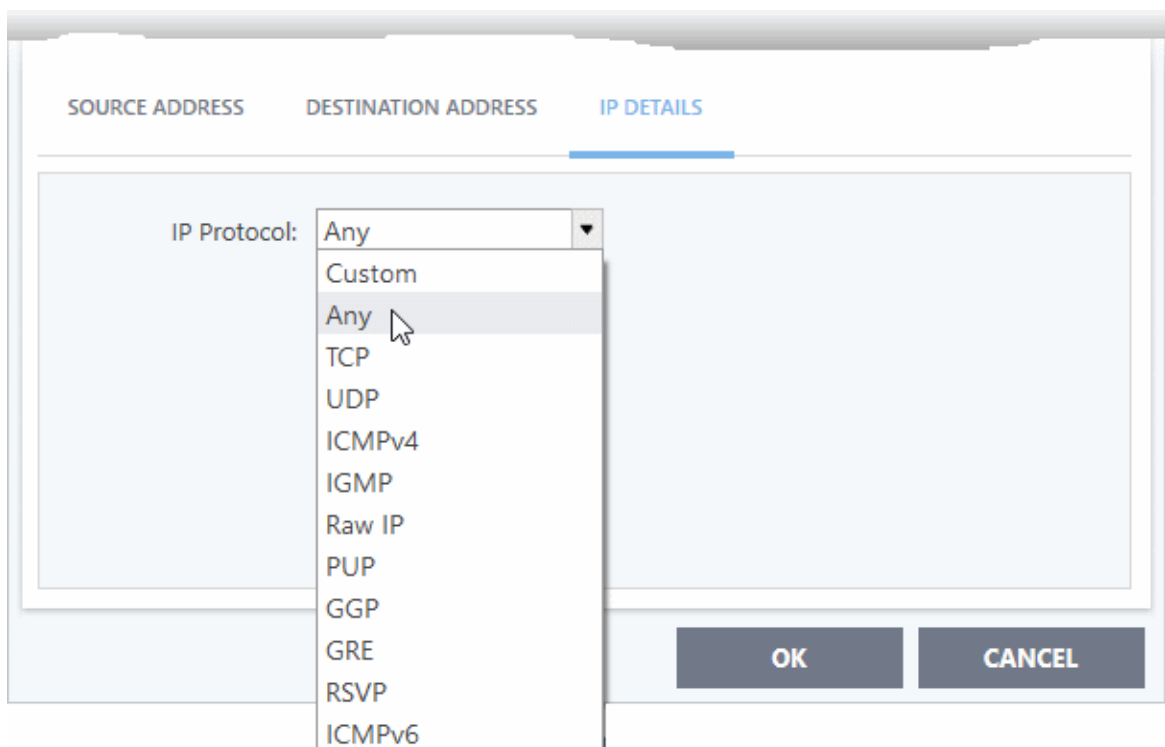 SOURCE ADDRESS DESTINATION ADDRESS IP DETAILS
IP Protocol: Any
Custom
Any
TCP
UDP
ICMPv4
IGMP
Raw IP
PUP
GGP
GRE
RSVP
ICMPv6
OK CANCEL